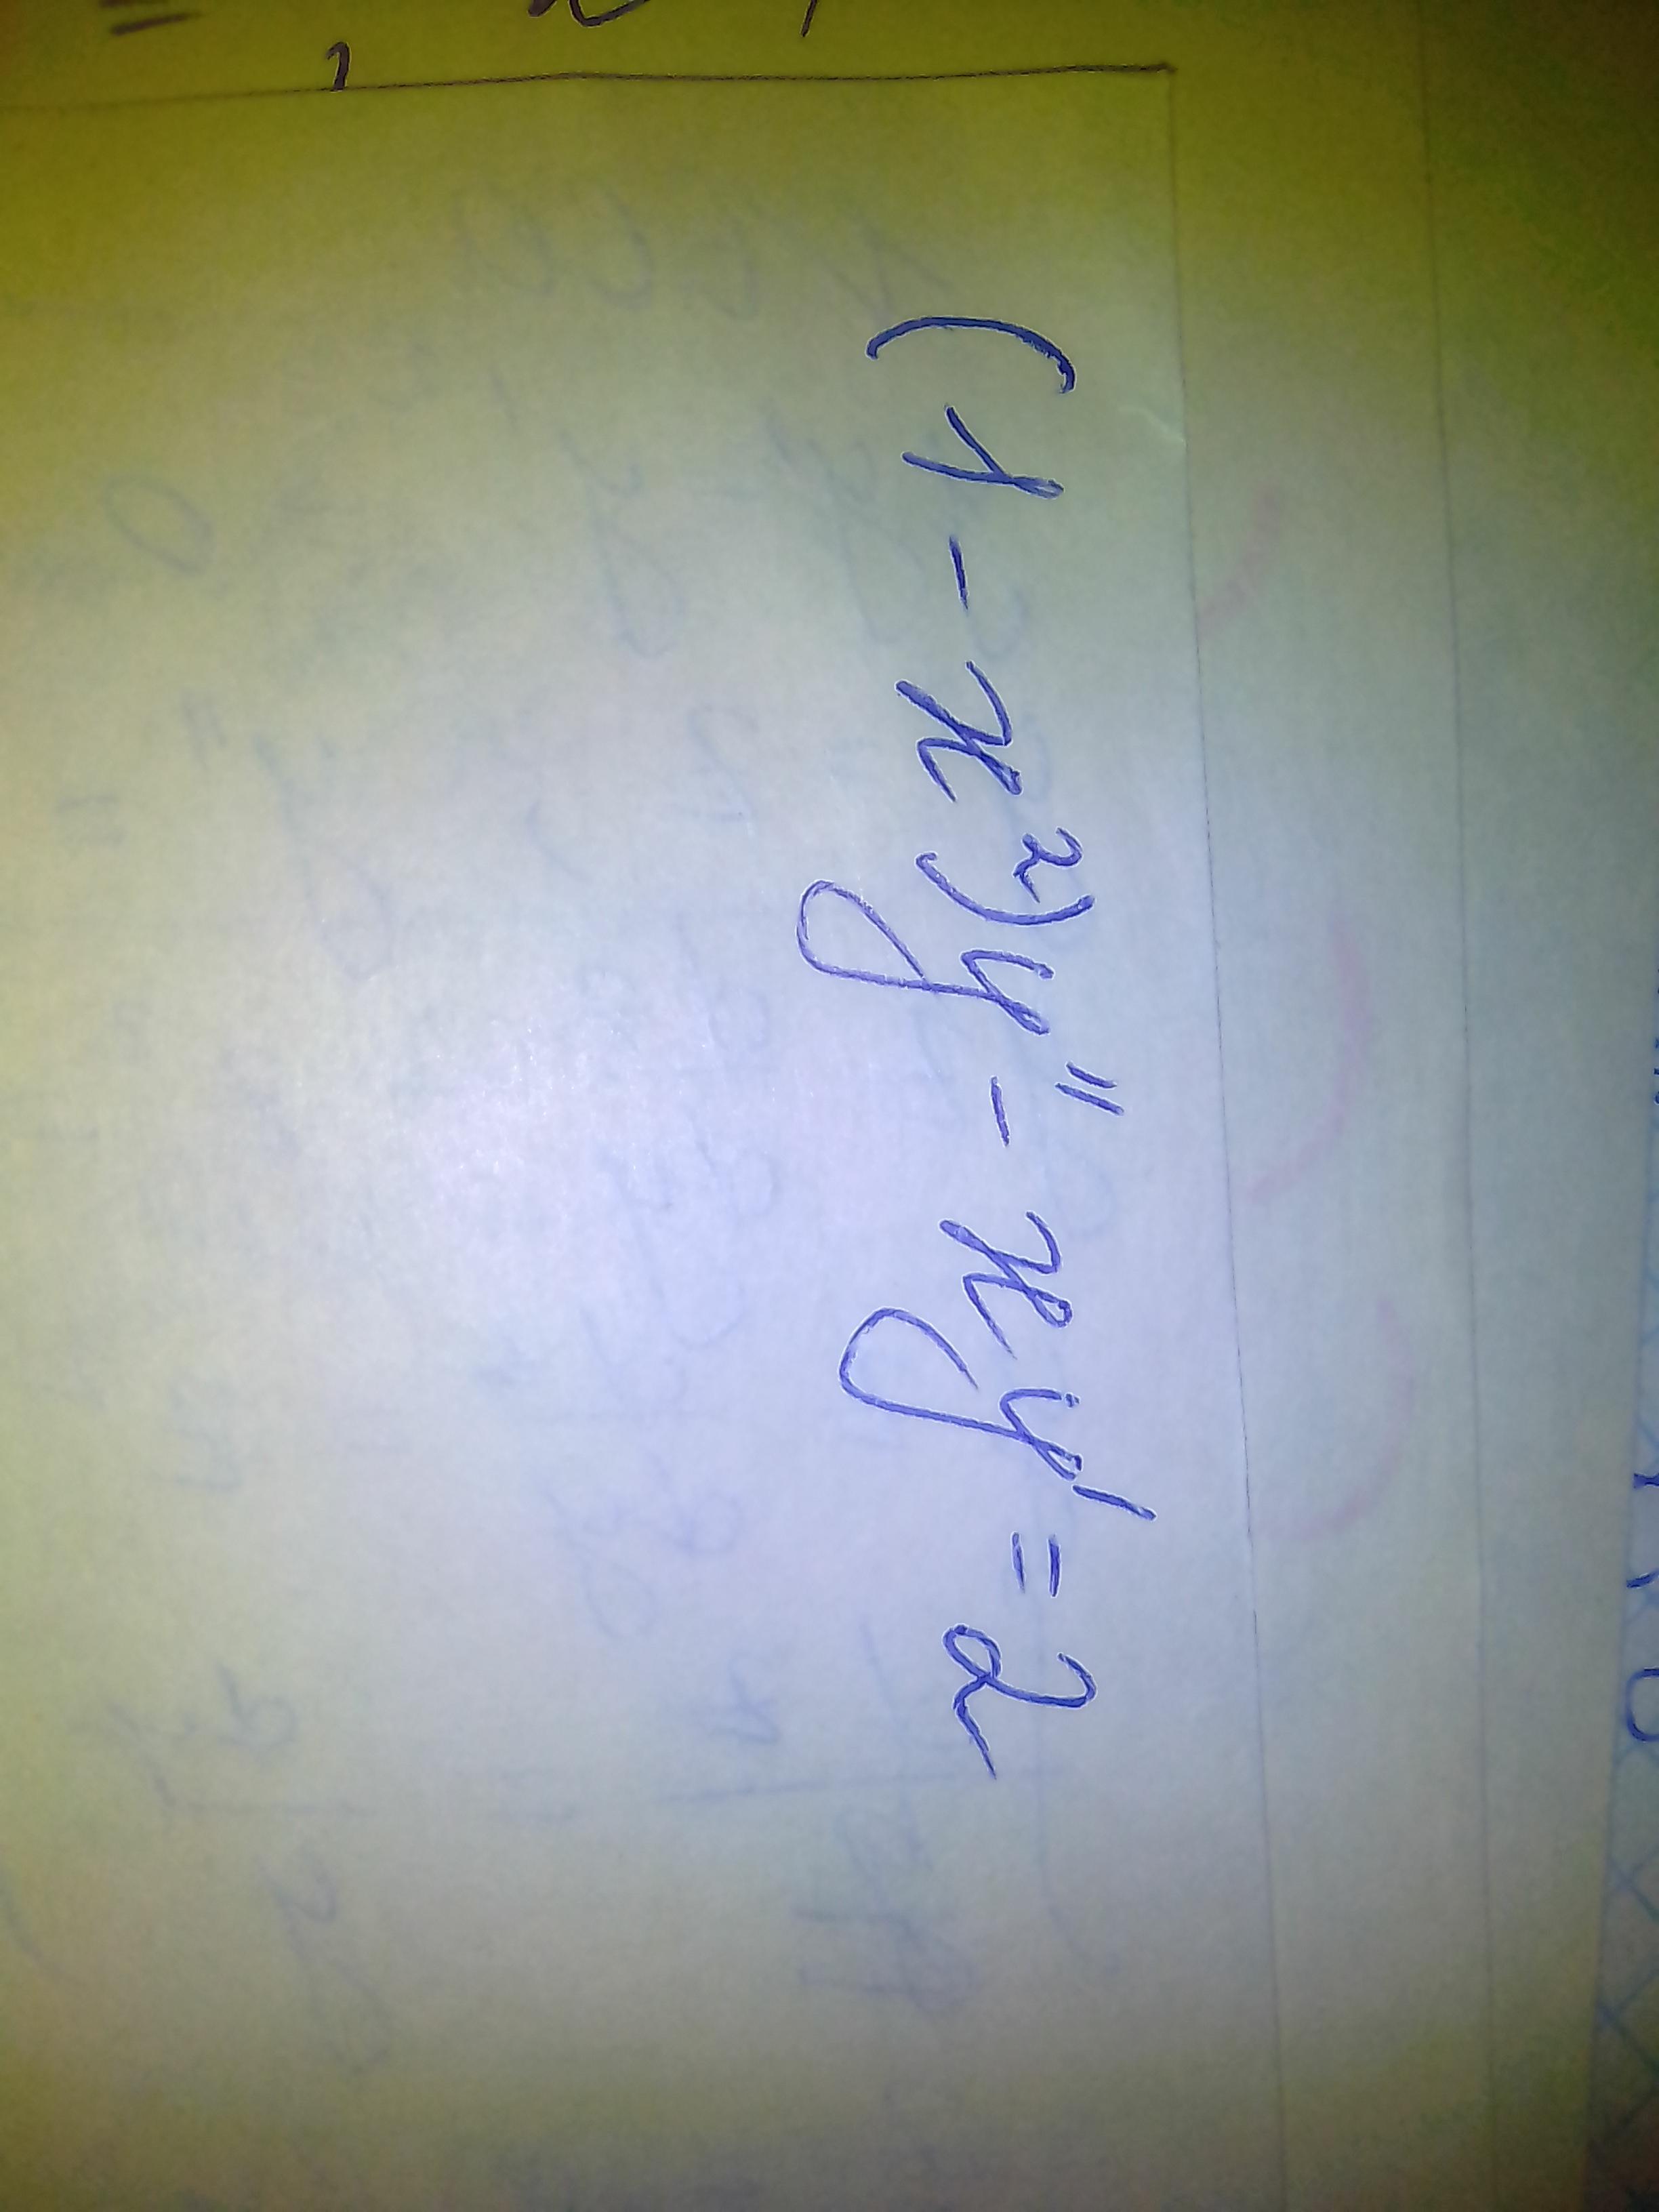 (1 - x²)y'' - xy' = 2